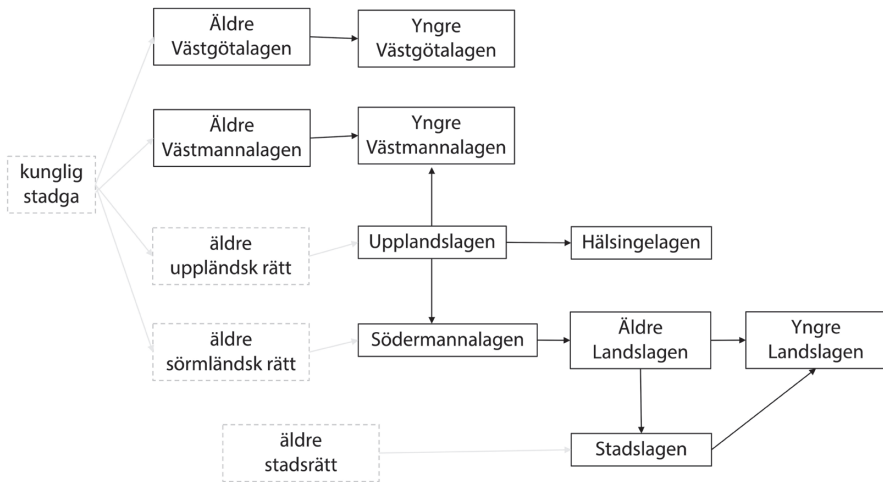 Äldre
Västgötalagen
Yngre
Västgötalagen
Äldre
Västmannalagen
Yngre
Västmannalagen
kunglig
stadga
äldre
uppländsk rätt
Upplandslagen
Hälsingelagen
äldre
sörmländsk rätt
Södermannalagen
Äldre
Landslagen
Yngre
Landslagen
äldre
stadsrätt
Stadslagen